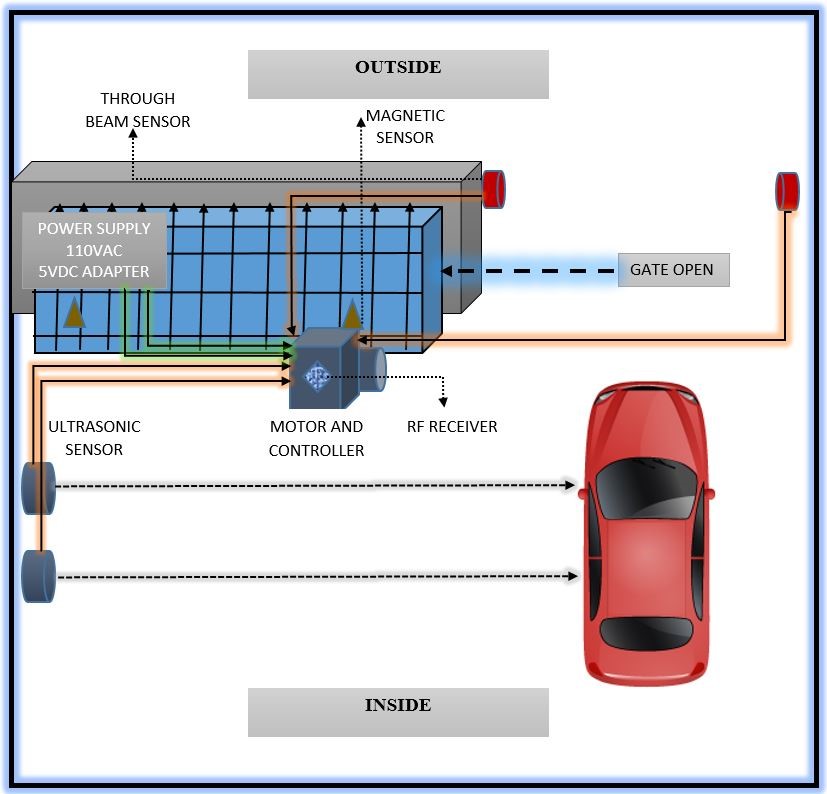 OUTSIDE
THROUGH
BEAM SENSOR
MAGNETIC
SENSOR
POWER SUPPLY
110VAC
5VDC ADAPTER
GATE OPEN
ULTRASONIC
SENSOR
MOTOR AND
CONTROLLER
RF RECEIVER
INSIDE